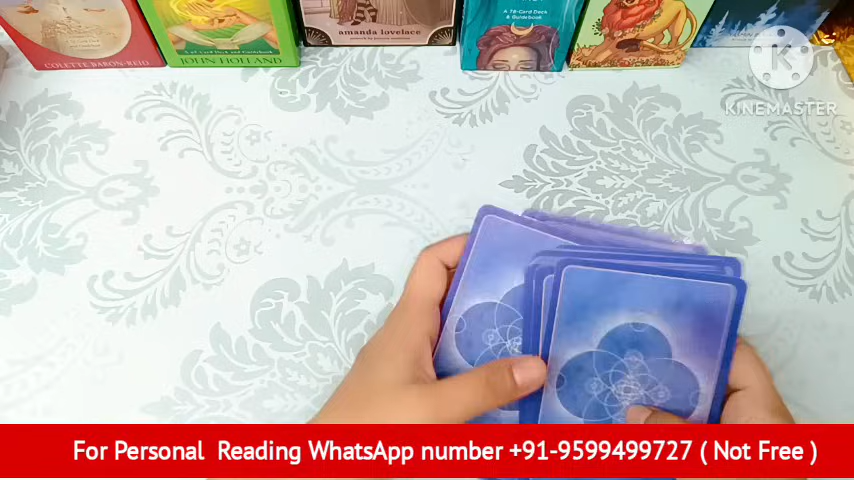 COLETTE BARON-REID
JOHN HOLLAND
amanda lovelace
A 78-Card Deck
& Guidebook
KINEMASTER
For Personal Reading WhatsApp number +91-9599499727 ( Not Free )